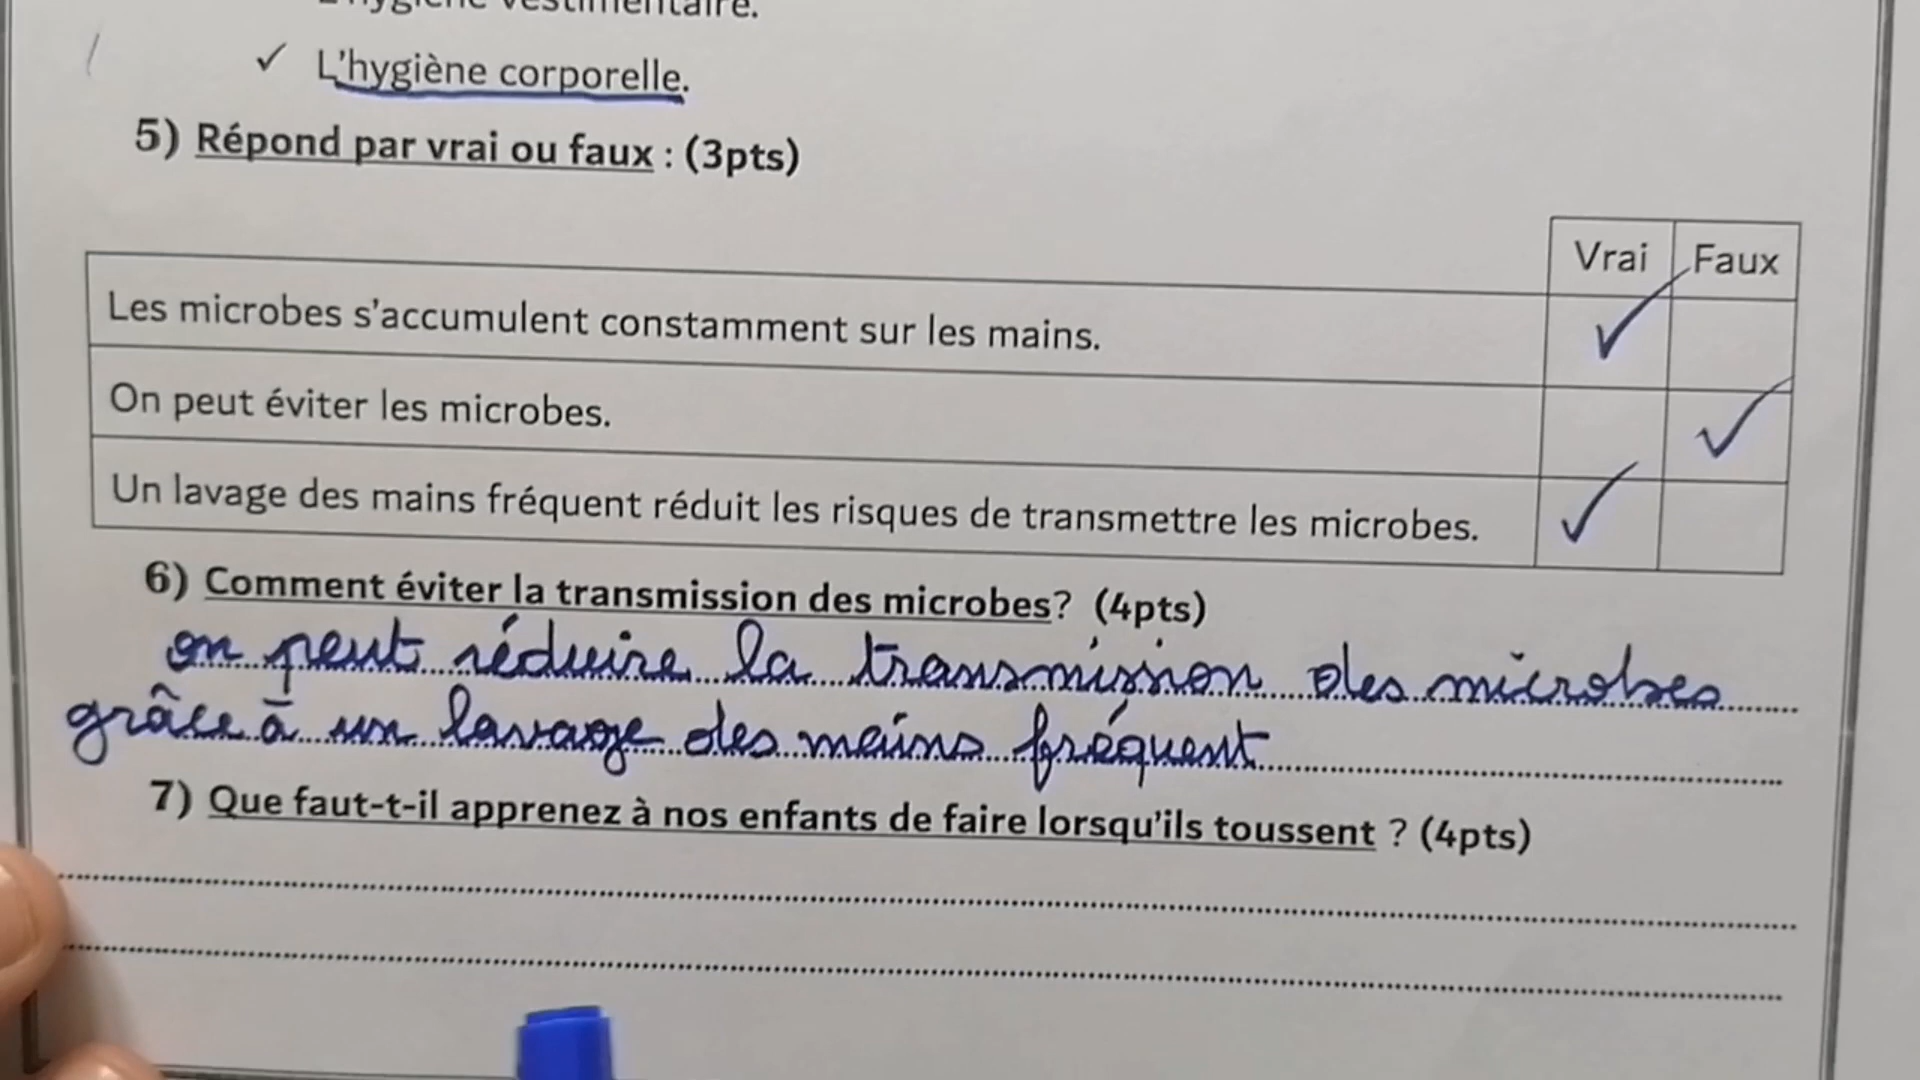 L'hygiène vestimentaire.
✓ L'hygiène corporelle.
5) Répond par vrai ou faux : (3pts)
Vrai Faux
Les microbes s'accumulent constamment sur les mains. ✓
On peut éviter les microbes. ✓
Un lavage des mains fréquent réduit les risques de transmettre les microbes. ✓
6) Comment éviter la transmission des microbes? (4pts)
on peut réduire la transmission des microbes
grâce à un lavage des mains fréquent
7) Que faut-t-il apprenez à nos enfants de faire lorsqu'ils toussent ? (4pts)